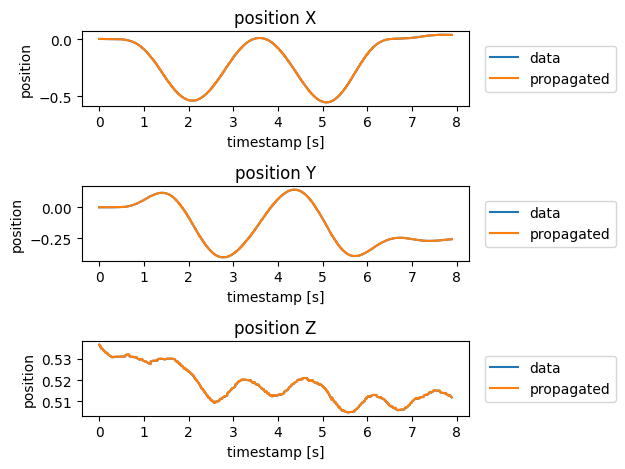 position X
position
0.0
−0.5
0 1 2 3 4 5 6 7 8
timestamp [s]
data
propagated
position Y
position
0.00
−0.25
0 1 2 3 4 5 6 7 8
timestamp [s]
data
propagated
position Z
position
0.53
0.52
0.51
0 1 2 3 4 5 6 7 8
timestamp [s]
data
propagated